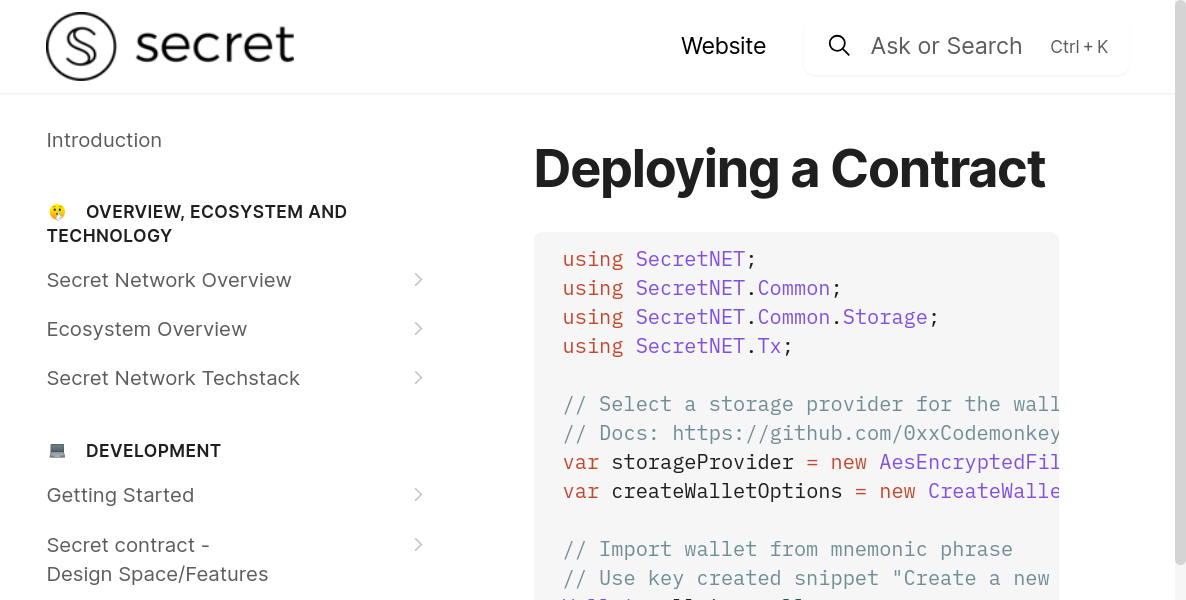 secret
Website
Ask or Search Ctrl + K
Introduction
OVERVIEW, ECOSYSTEM AND
TECHNOLOGY
Secret Network Overview
Ecosystem Overview
Secret Network Techstack
DEVELOPMENT
Getting Started
Secret contract -
Design Space/Features
Deploying a Contract
using SecretNET;
using SecretNET.Common;
using SecretNET.Common.Storage;
using SecretNET.Tx;
// Select a storage provider for the wall
// Docs: https://github.com/0xxCodemonkey
var storageProvider = new AesEncryptedFil
var createWalletOptions = new CreateWalle
// Import wallet from mnemonic phrase
// Use key created snippet "Create a new